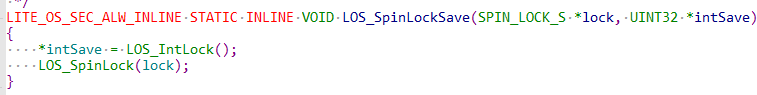 */
LITE_OS_SEC_ALW_INLINE STATIC INLINE VOID LOS_SpinLockSave(SPIN_LOCK_S *lock, UINT32 *intSave)
{
    *intSave = LOS_IntLock();
    LOS_SpinLock(lock);
}